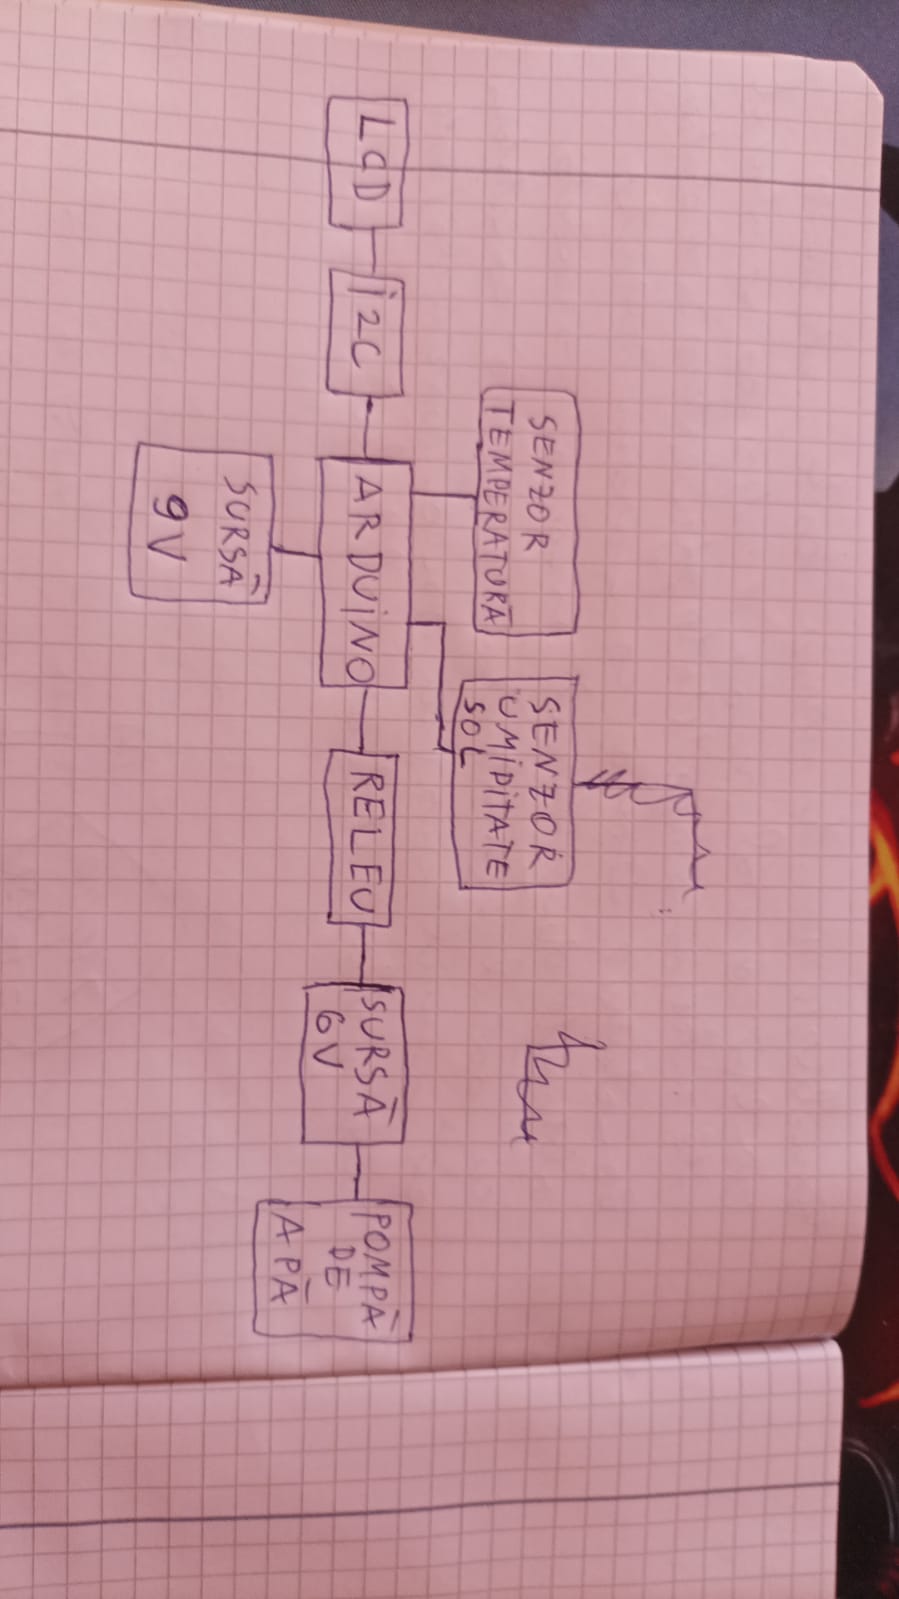 SENZOR
TEMPERATURĂ
SENZOR
UMIDITATE
SOL
LCD
I2C
ARDUINO
RELEU
SURSĂ
6V
POMPĂ
DE
APĂ
SURSĂ
9V